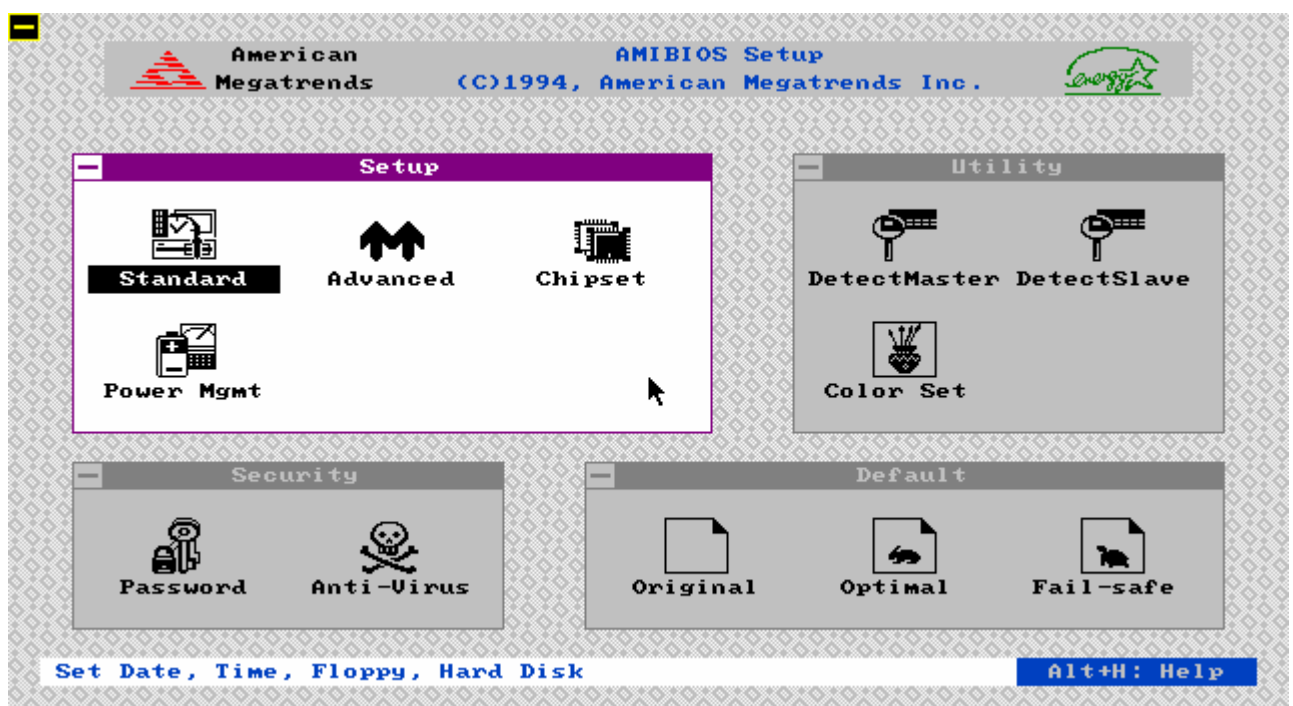 American Megatrends
AMIBIOS Setup
(C)1994, American Megatrends Inc.
energy
Setup
Standard
Advanced
Chipset
Power Mgmt
Utility
DetectMaster
DetectSlave
Color Set
Security
Password
Anti-Virus
Default
Original
Optimal
Fail-safe
Set Date, Time, Floppy, Hard Disk
Alt+H: Help